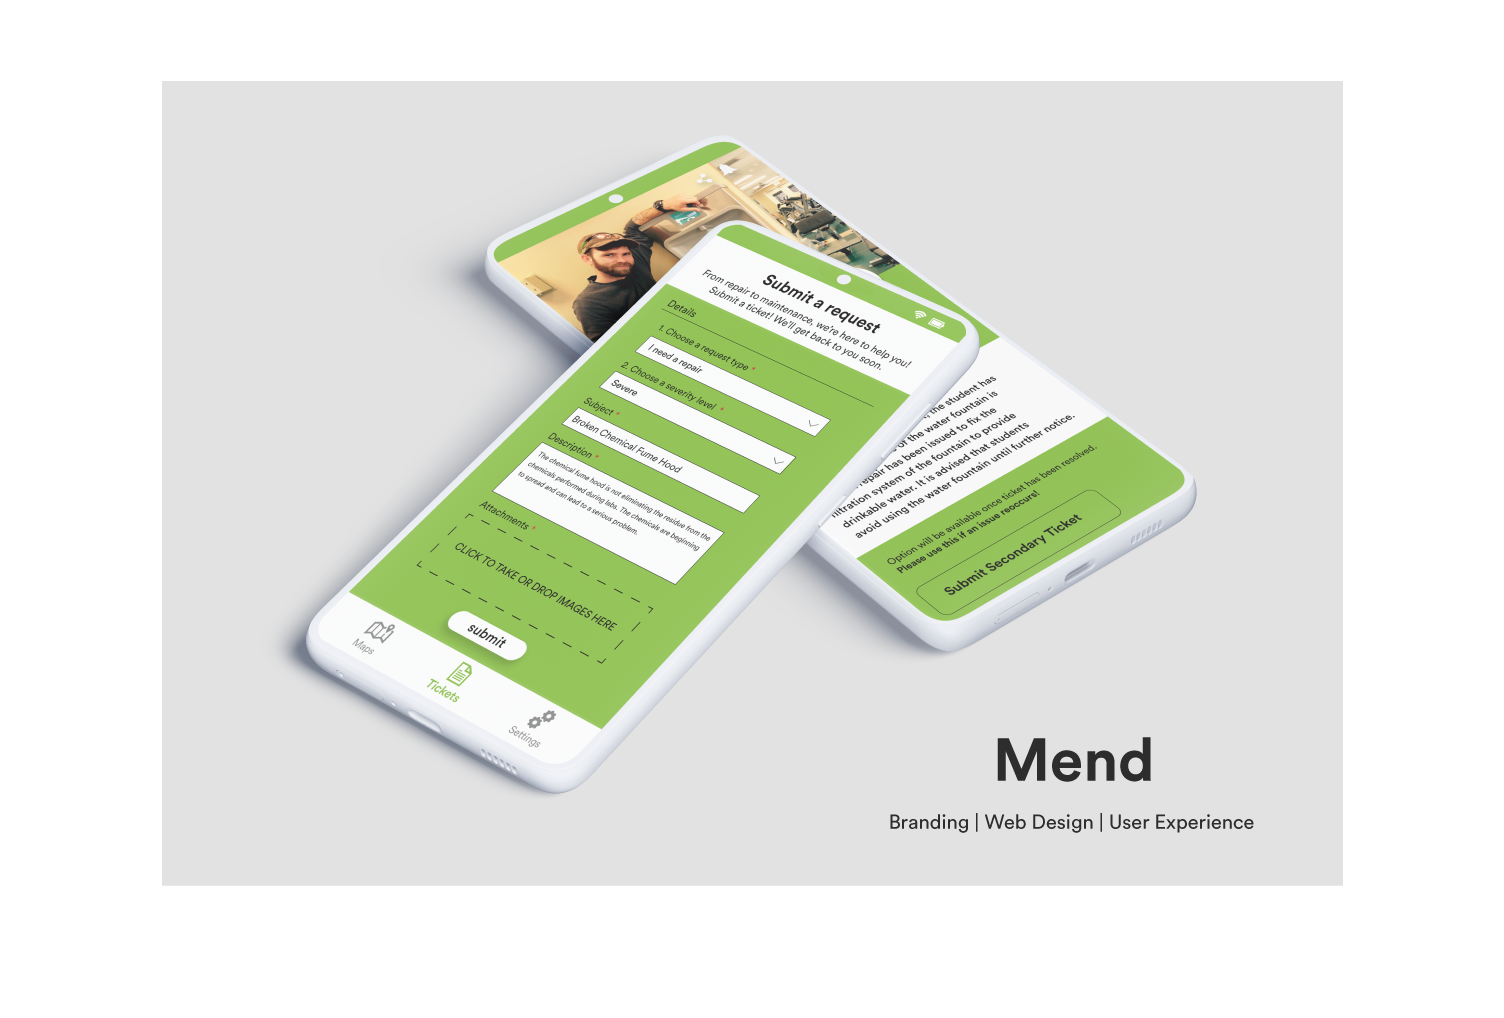 Submit a request
From repair to maintenance, we're here to help you!
Submit a ticket! We'll get back to you soon.
Details
1. Choose a request type *
I need a repair
2. Choose a severity level *
Severe
Subject *
Broken Chemical Fume Hood
Description *
The chemical fume hood is not eliminating the residue from the
chemicals performed during labs. The chemicals are beginning
to spread and can lead to a serious problem.
Attachments *
CLICK TO TAKE OR DROP IMAGES HERE
submit
Maps
Tickets
Settings
the student has
of the water fountain is
repair has been issued to fix the
filtration system of the fountain to provide
drinkable water. It is advised that students
avoid using the water fountain until further notice.
Option will be available once ticket has been resolved.
Please use this if an issue reoccurs!
Submit Secondary Ticket
Mend
Branding | Web Design | User Experience